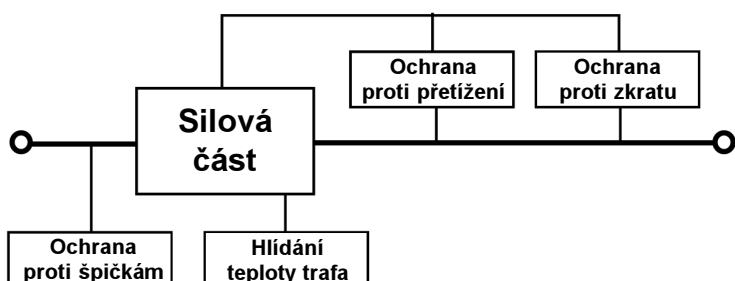 Ochrana
proti přetížení
Ochrana
proti zkratu
Silová
část
Ochrana
proti špičkám
Hlídání
teploty trafa